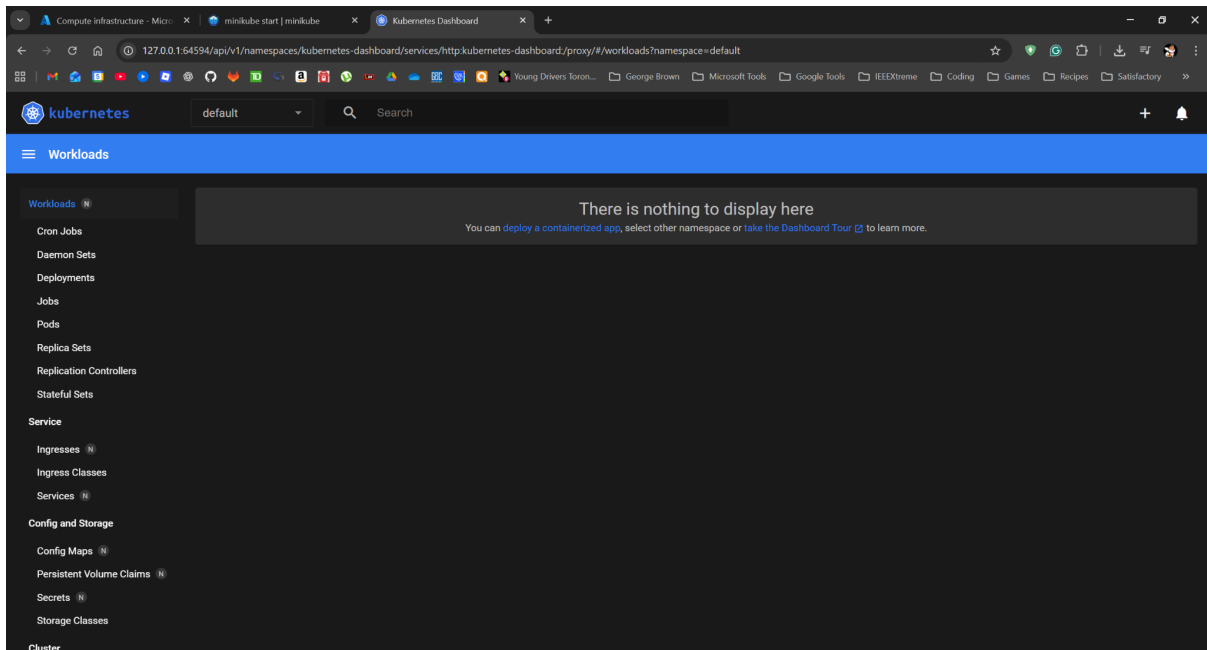 Compute infrastructure - Micro
minikube start | minikube
Kubernetes Dashboard
127.0.0.1:64594/api/v1/namespaces/kubernetes-dashboard/services/http:kubernetes-dashboard:/proxy/#/workloads?namespace=default
Young Drivers Toron... George Brown Microsoft Tools Google Tools IEEEXtreme Coding Games Recipes Satisfactory
kubernetes default Search
Workloads
Workloads N
There is nothing to display here
You can deploy a containerized app, select other namespace or take the Dashboard Tour to learn more.
Cron Jobs
Daemon Sets
Deployments
Jobs
Pods
Replica Sets
Replication Controllers
Stateful Sets
Service
Ingresses N
Ingress Classes
Services N
Config and Storage
Config Maps N
Persistent Volume Claims N
Secrets N
Storage Classes
Cluster